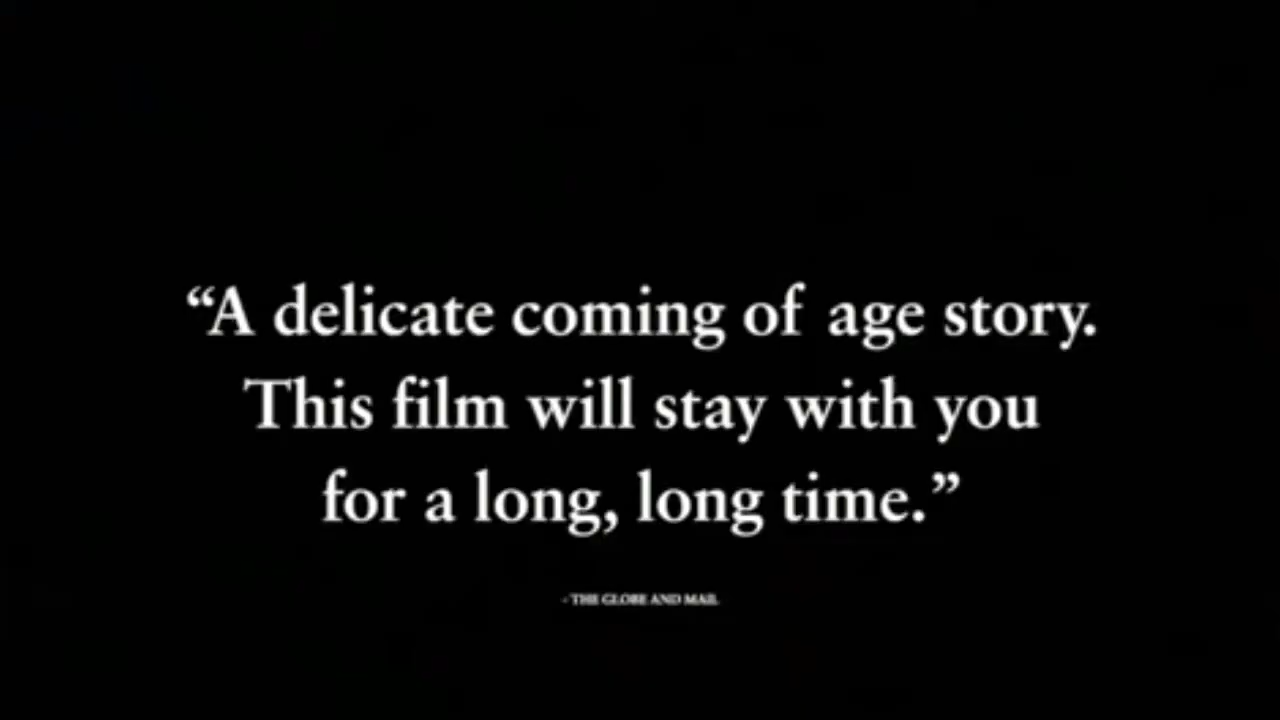 “A delicate coming of age story.
This film will stay with you
for a long, long time.”
- THE GLOBE AND MAIL